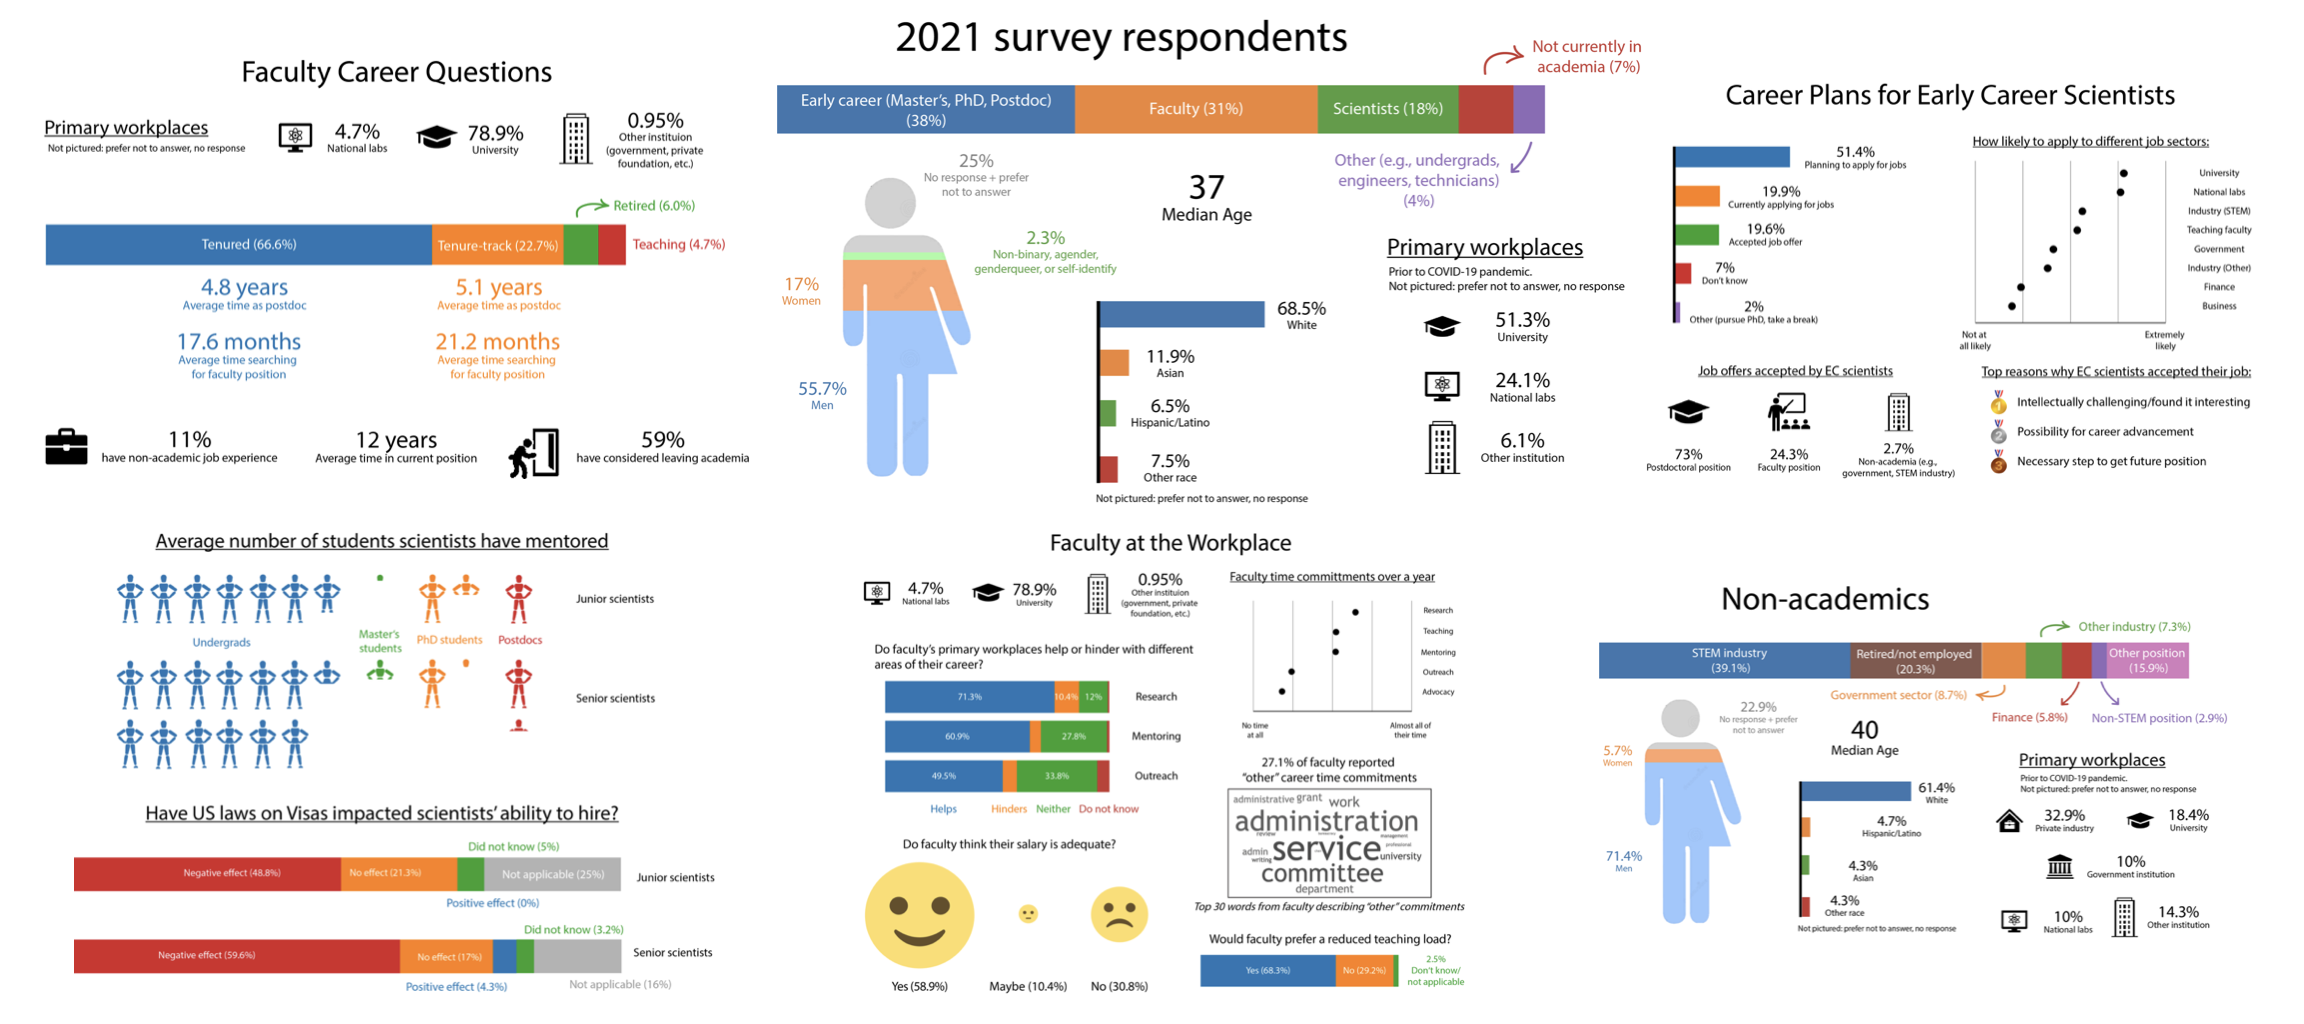 Faculty Career Questions
Primary workplaces
Not pictured: prefer not to answer, no response
4.7%
National labs
78.9%
University
0.95%
Other instituion
(government, private
foundation, etc.)
Retired (6.0%)
Tenured (66.6%)
Tenure-track (22.7%)
Teaching (4.7%)
4.8 years
Average time as postdoc
5.1 years
Average time as postdoc
17.6 months
Average time searching
for faculty position
21.2 months
Average time searching
for faculty position
11%
have non-academic job experience
12 years
Average time in current position
59%
have considered leaving academia
2021 survey respondents
Not currently in
academia (7%)
Early career (Master's, PhD, Postdoc)
(38%)
Faculty (31%)
Scientists (18%)
Other (e.g., undergrads,
engineers, technicians)
(4%)
25%
No response + prefer
not to answer
37
Median Age
2.3%
Non-binary, agender,
genderqueer, or self-identify
17%
Women
55.7%
Men
68.5%
White
11.9%
Asian
6.5%
Hispanic/Latino
7.5%
Other race
Not pictured: prefer not to answer, no response
Primary workplaces
Prior to COVID-19 pandemic.
Not pictured: prefer not to answer, no response
51.3%
University
24.1%
National labs
6.1%
Other institution
Career Plans for Early Career Scientists
51.4%
Planning to apply for jobs
19.9%
Currently applying for jobs
19.6%
Accepted job offer
7%
Don't know
2%
Other (pursue PhD, take a break)
How likely to apply to different job sectors:
University
National labs
Industry (STEM)
Teaching faculty
Government
Industry (Other)
Finance
Business
Not at
all likely
Extremely
likely
Job offers accepted by EC scientists
73%
Postdoctoral position
24.3%
Faculty position
2.7%
Non-academia (e.g.,
government, STEM industry)
Top reasons why EC scientists accepted their job:
1
Intellectually challenging/found it interesting
2
Possibility for career advancement
3
Necessary step to get future position
Average number of students scientists have mentored
Junior scientists
Undergrads
Master's
students
PhD students
Postdocs
Senior scientists
Have US laws on Visas impacted scientists' ability to hire?
Did not know (5%)
Negative effect (48.8%)
No effect (21.3%)
Not applicable (25%)
Junior scientists
Positive effect (0%)
Did not know (3.2%)
Negative effect (59.6%)
No effect (17%)
Senior scientists
Positive effect (4.3%)
Not applicable (16%)
Faculty at the Workplace
4.7%
National labs
78.9%
University
0.95%
Other instituion
(government, private
foundation, etc.)
Do faculty's primary workplaces help or hinder with different
areas of their career?
71.3%
10.4%
12%
Research
60.9%
27.8%
Mentoring
49.5%
33.8%
Outreach
Helps
Hinders
Neither
Do not know
Do faculty think their salary is adequate?
Yes (58.9%)
Maybe (10.4%)
No (30.8%)
Faculty time committments over a year
Research
Teaching
Mentoring
Outreach
Advocacy
No time
at all
Almost all of
their time
27.1% of faculty reported
"other" career time commitments
administrative
grant
work
administration
review
management
admin
writing
service
professional
university
committee
department
Top 30 words from faculty describing "other" commitments
Would faculty prefer a reduced teaching load?
Yes (68.3%)
No (29.2%)
2.5%
Don't know/
not applicable
Non-academics
Other industry (7.3%)
STEM industry
(39.1%)
Retired/not employed
(20.3%)
Other position
(15.9%)
Government sector (8.7%)
Finance (5.8%)
Non-STEM position (2.9%)
22.9%
No response + prefer
not to answer
40
Median Age
5.7%
Women
71.4%
Men
61.4%
White
4.7%
Hispanic/Latino
4.3%
Asian
4.3%
Other race
Not pictured: prefer not to answer, no response
Primary workplaces
Prior to COVID-19 pandemic.
Not pictured: prefer not to answer, no response
32.9%
Private industry
18.4%
University
10%
Government institution
10%
National labs
14.3%
Other institution